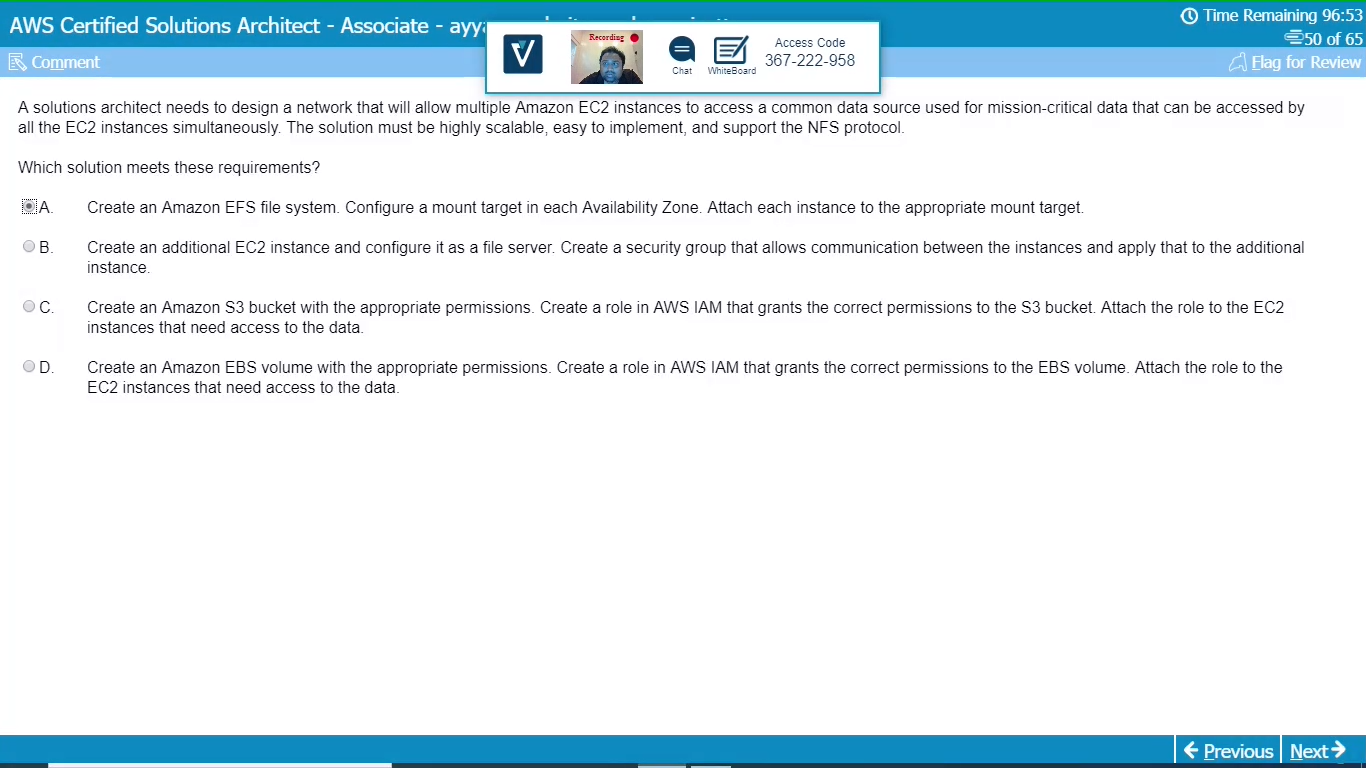 AWS Certified Solutions Architect - Associate - ayy
Time Remaining 96:53
50 of 65
Comment
Flag for Review
Recording
Chat
WhiteBoard
Access Code
367-222-958
A solutions architect needs to design a network that will allow multiple Amazon EC2 instances to access a common data source used for mission-critical data that can be accessed by
all the EC2 instances simultaneously. The solution must be highly scalable, easy to implement, and support the NFS protocol.
Which solution meets these requirements?
A. Create an Amazon EFS file system. Configure a mount target in each Availability Zone. Attach each instance to the appropriate mount target.
B. Create an additional EC2 instance and configure it as a file server. Create a security group that allows communication between the instances and apply that to the additional
instance.
C. Create an Amazon S3 bucket with the appropriate permissions. Create a role in AWS IAM that grants the correct permissions to the S3 bucket. Attach the role to the EC2
instances that need access to the data.
D. Create an Amazon EBS volume with the appropriate permissions. Create a role in AWS IAM that grants the correct permissions to the EBS volume. Attach the role to the
EC2 instances that need access to the data.
Previous
Next